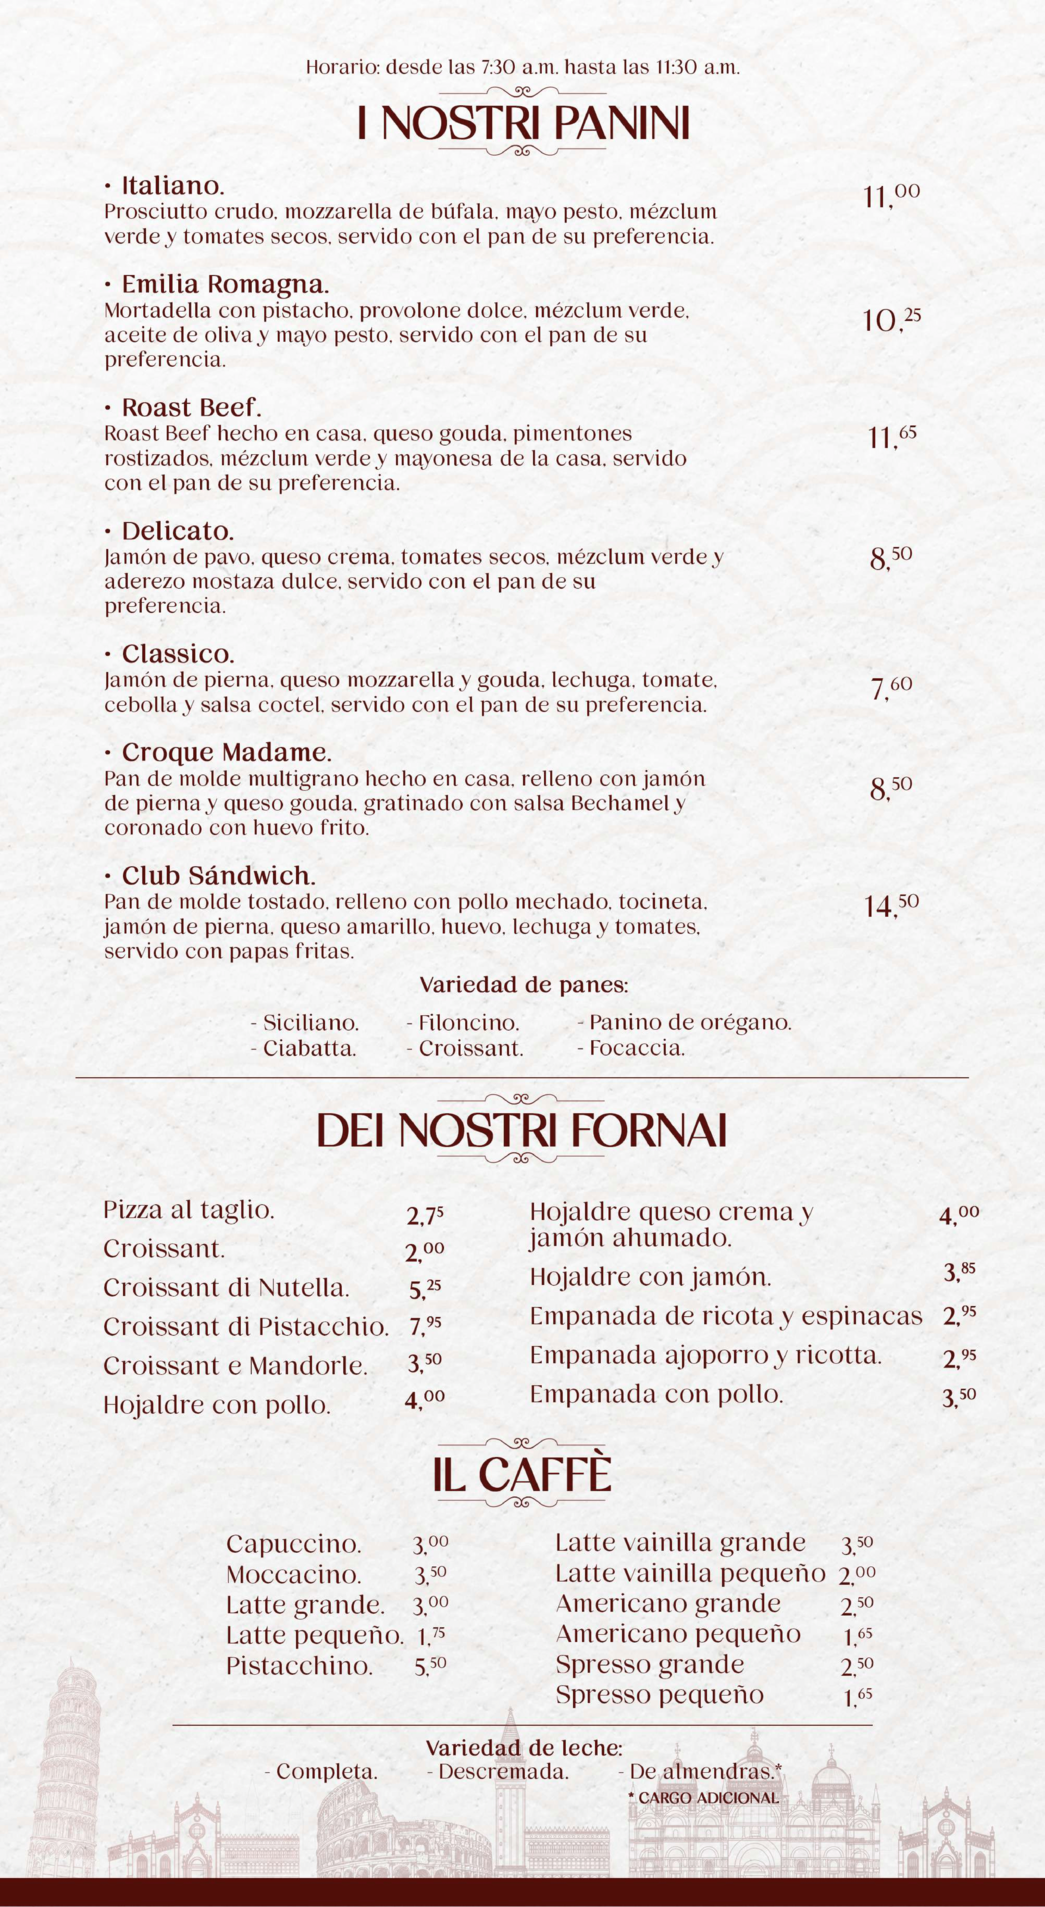 Horario: desde las 7:30 a.m. hasta las 11:30 a.m.
I NOSTRI PANINI
• Italiano.
Prosciutto crudo, mozzarella de búfala, mayo pesto, mézclum
verde y tomates secos, servido con el pan de su preferencia.
11,00
• Emilia Romagna.
Mortadella con pistacho, provolone dolce, mézclum verde,
aceite de oliva y mayo pesto, servido con el pan de su
preferencia.
10,25
• Roast Beef.
Roast Beef hecho en casa, queso gouda, pimentones
rostizados, mézclum verde y mayonesa de la casa, servido
con el pan de su preferencia.
11,65
• Delicato.
Jamón de pavo, queso crema, tomates secos, mézclum verde y
aderezo mostaza dulce, servido con el pan de su
preferencia.
8,50
• Classico.
Jamón de pierna, queso mozzarella y gouda, lechuga, tomate,
cebolla y salsa coctel, servido con el pan de su preferencia.
7,60
• Croque Madame.
Pan de molde multigrano hecho en casa, relleno con jamón
de pierna y queso gouda, gratinado con salsa Bechamel y
coronado con huevo frito.
8,50
• Club Sándwich.
Pan de molde tostado, relleno con pollo mechado, tocineta,
jamón de pierna, queso amarillo, huevo, lechuga y tomates,
servido con papas fritas.
14,50
Variedad de panes:
- Siciliano. - Filoncino. - Panino de orégano.
- Ciabatta. - Croissant. - Focaccia.
DEI NOSTRI FORNAI
Pizza al taglio. 2,75
Croissant. 2,00
Croissant di Nutella. 5,25
Croissant di Pistacchio. 7,95
Croissant e Mandorle. 3,50
Hojaldre con pollo. 4,00
Hojaldre queso crema y 4,00
jamón ahumado.
Hojaldre con jamón. 3,85
Empanada de ricota y espinacas 2,95
Empanada ajoporro y ricotta. 2,95
Empanada con pollo. 3,50
IL CAFFÈ
Capuccino. 3,00
Moccacino. 3,50
Latte grande. 3,00
Latte pequeño. 1,75
Pistacchino. 5,50
Latte vainilla grande 3,50
Latte vainilla pequeño 2,00
Americano grande 2,50
Americano pequeño 1,65
Spresso grande 2,50
Spresso pequeño 1,65
Variedad de leche:
- Completa. - Descremada. - De almendras.*
* CARGO ADICIONAL